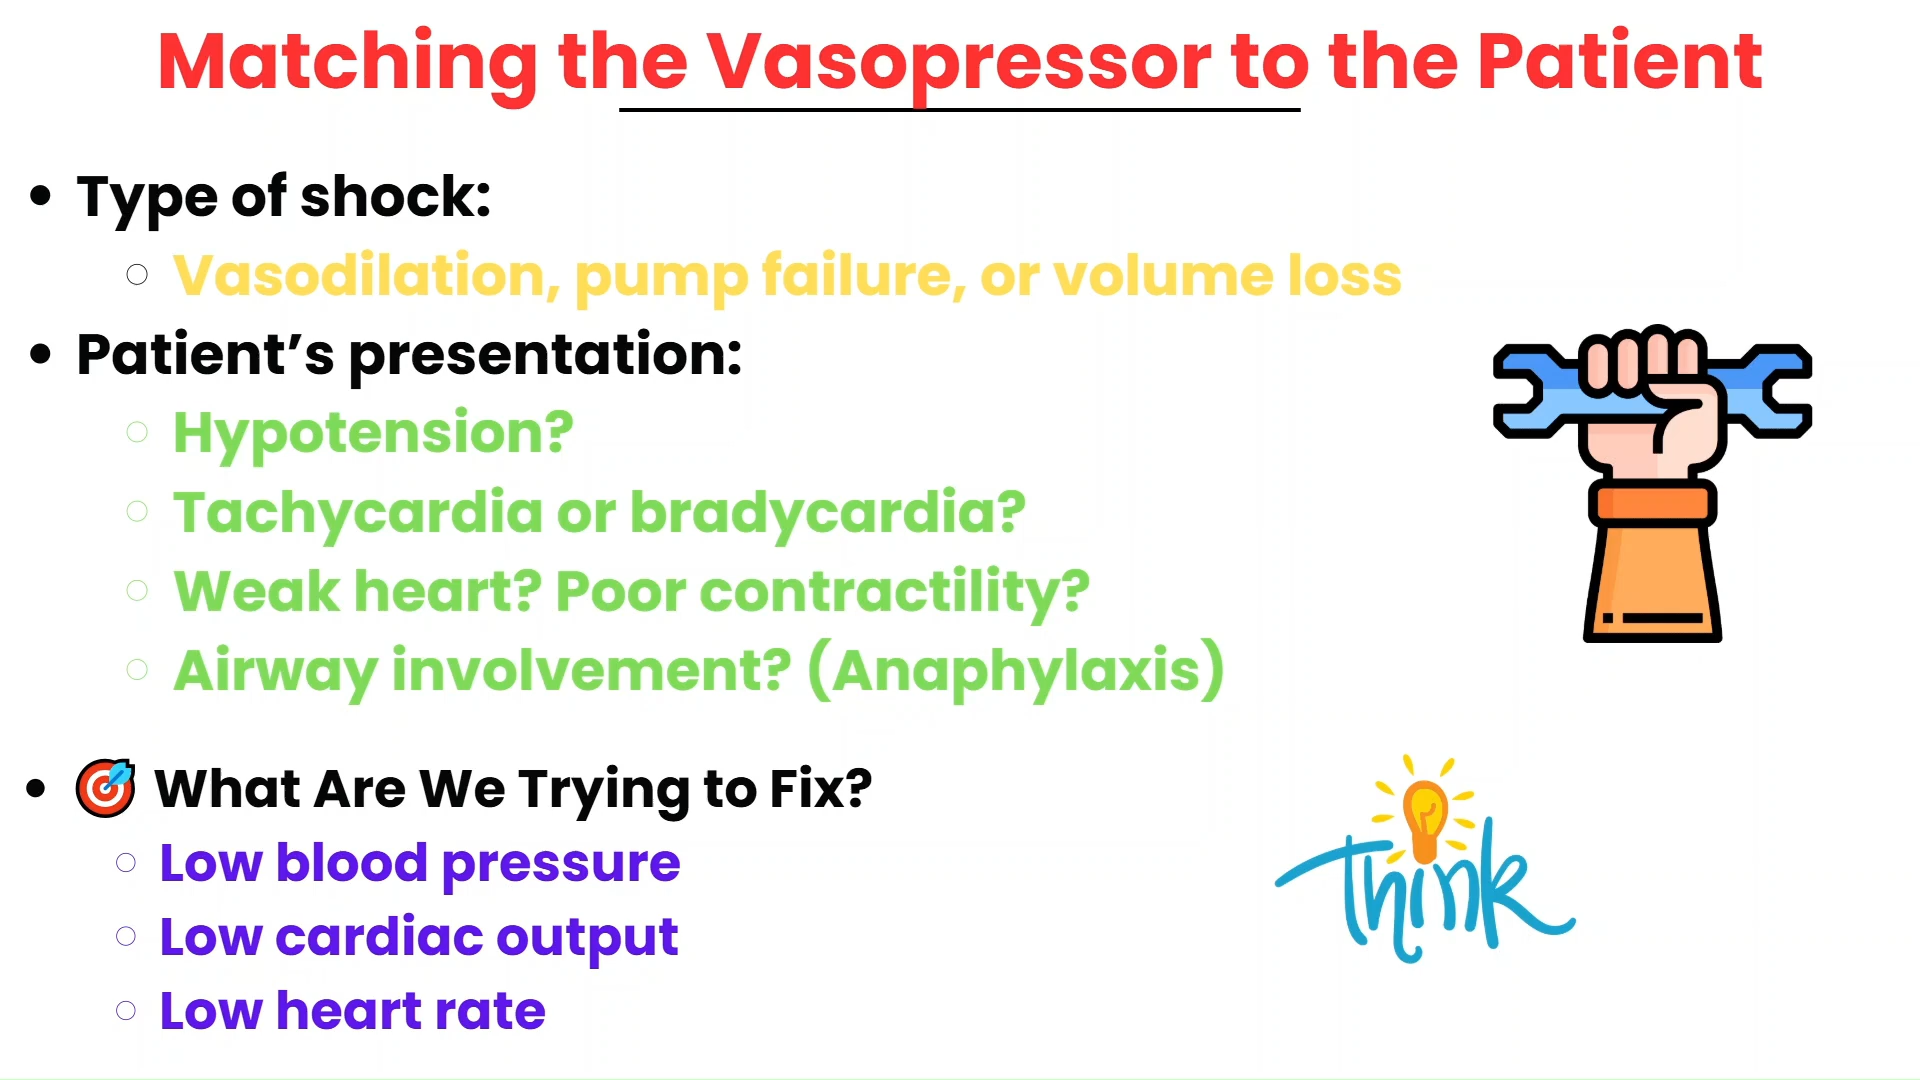 Matching the Vasopressor to the Patient
Type of shock:
Vasodilation, pump failure, or volume loss
Patient’s presentation:
Hypotension?
Tachycardia or bradycardia?
Weak heart? Poor contractility?
Airway involvement? (Anaphylaxis)
🎯 What Are We Trying to Fix?
Low blood pressure
Low cardiac output
Low heart rate
Think